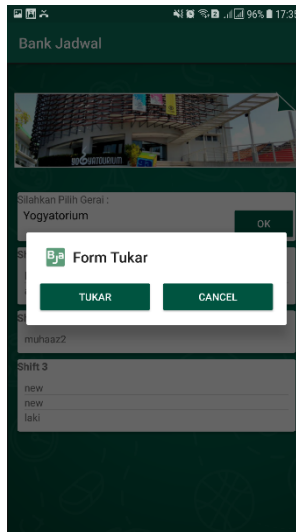 96% 17:35
Bank Jadwal
YOGYATORIUM
Silahkan Pilih Gerai :
Yogyatorium
OK
Bja Form Tukar
TUKAR CANCEL
muhaaz2
Shift 3
new
new
laki